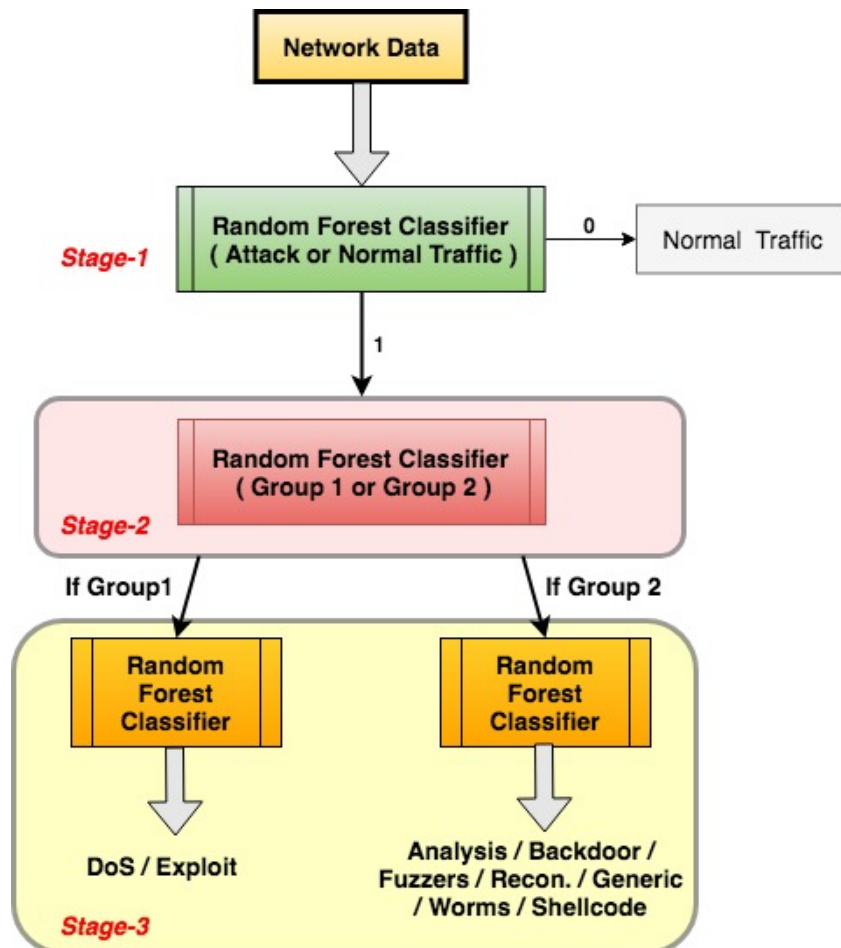 Network Data
Random Forest Classifier
( Attack or Normal Traffic )
0
Normal Traffic
Stage-1
1
Random Forest Classifier
( Group 1 or Group 2 )
Stage-2
If Group1
If Group 2
Random
Forest
Classifier
Random
Forest
Classifier
DoS / Exploit
Analysis / Backdoor /
Fuzzers / Recon. / Generic
/ Worms / Shellcode
Stage-3